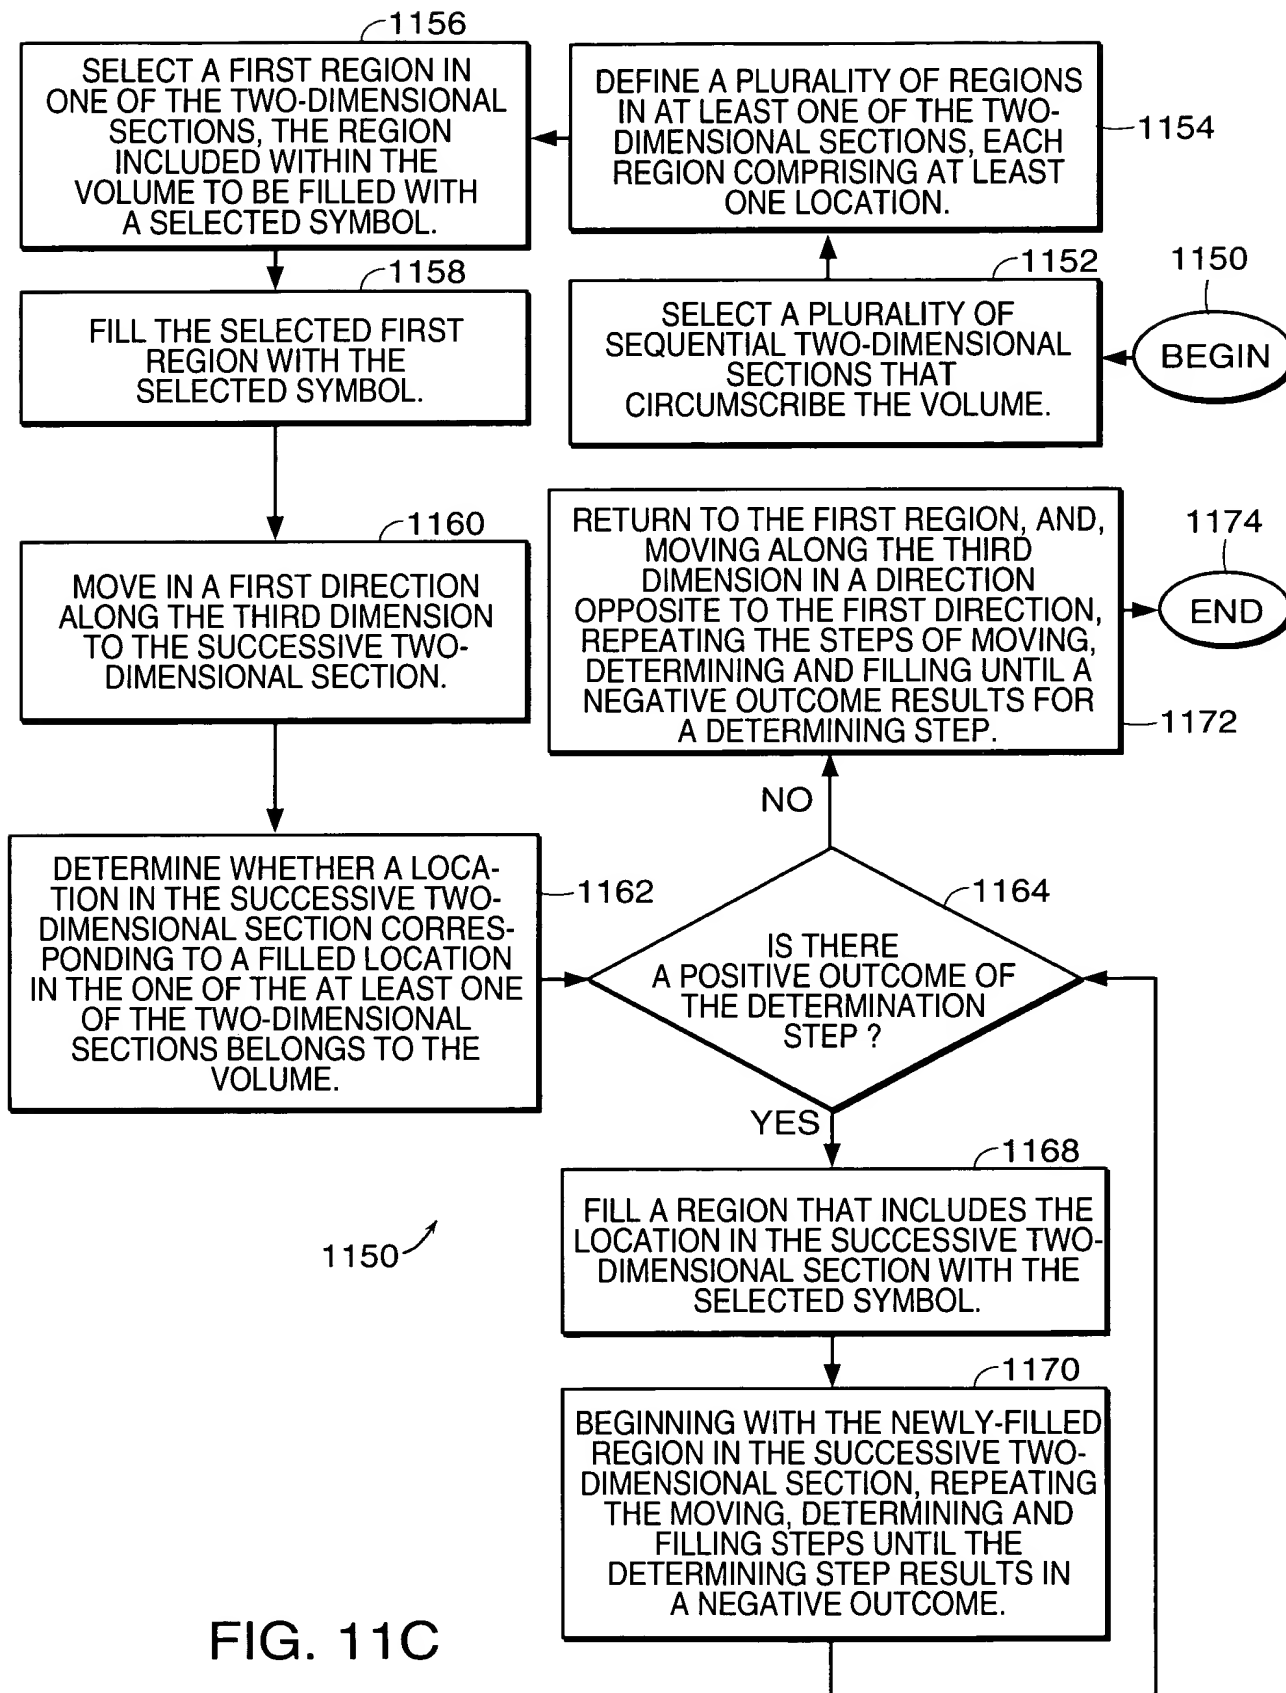 1150
BEGIN
1152
SELECT A PLURALITY OF
SEQUENTIAL TWO-DIMENSIONAL
SECTIONS THAT
CIRCUMSCRIBE THE VOLUME.
1154
DEFINE A PLURALITY OF REGIONS
IN AT LEAST ONE OF THE TWO-
DIMENSIONAL SECTIONS, EACH
REGION COMPRISING AT LEAST
ONE LOCATION.
1156
SELECT A FIRST REGION IN
ONE OF THE TWO-DIMENSIONAL
SECTIONS, THE REGION
INCLUDED WITHIN THE
VOLUME TO BE FILLED WITH
A SELECTED SYMBOL.
1158
FILL THE SELECTED FIRST
REGION WITH THE
SELECTED SYMBOL.
1160
MOVE IN A FIRST DIRECTION
ALONG THE THIRD DIMENSION
TO THE SUCCESSIVE TWO-
DIMENSIONAL SECTION.
1162
DETERMINE WHETHER A LOCA-
TION IN THE SUCCESSIVE TWO-
DIMENSIONAL SECTION CORRES-
PONDING TO A FILLED LOCATION
IN THE ONE OF THE AT LEAST ONE
OF THE TWO-DIMENSIONAL
SECTIONS BELONGS TO THE
VOLUME.
1164
IS THERE
A POSITIVE OUTCOME OF
THE DETERMINATION
STEP ?
NO
1172
RETURN TO THE FIRST REGION, AND,
MOVING ALONG THE THIRD
DIMENSION IN A DIRECTION
OPPOSITE TO THE FIRST DIRECTION,
REPEATING THE STEPS OF MOVING,
DETERMINING AND FILLING UNTIL A
NEGATIVE OUTCOME RESULTS FOR
A DETERMINING STEP.
1174
END
YES
1168
FILL A REGION THAT INCLUDES THE
LOCATION IN THE SUCCESSIVE TWO-
DIMENSIONAL SECTION WITH THE
SELECTED SYMBOL.
1170
BEGINNING WITH THE NEWLY-FILLED
REGION IN THE SUCCESSIVE TWO-
DIMENSIONAL SECTION, REPEATING
THE MOVING, DETERMINING AND
FILLING STEPS UNTIL THE
DETERMINING STEP RESULTS IN
A NEGATIVE OUTCOME.
1150
FIG. 11C